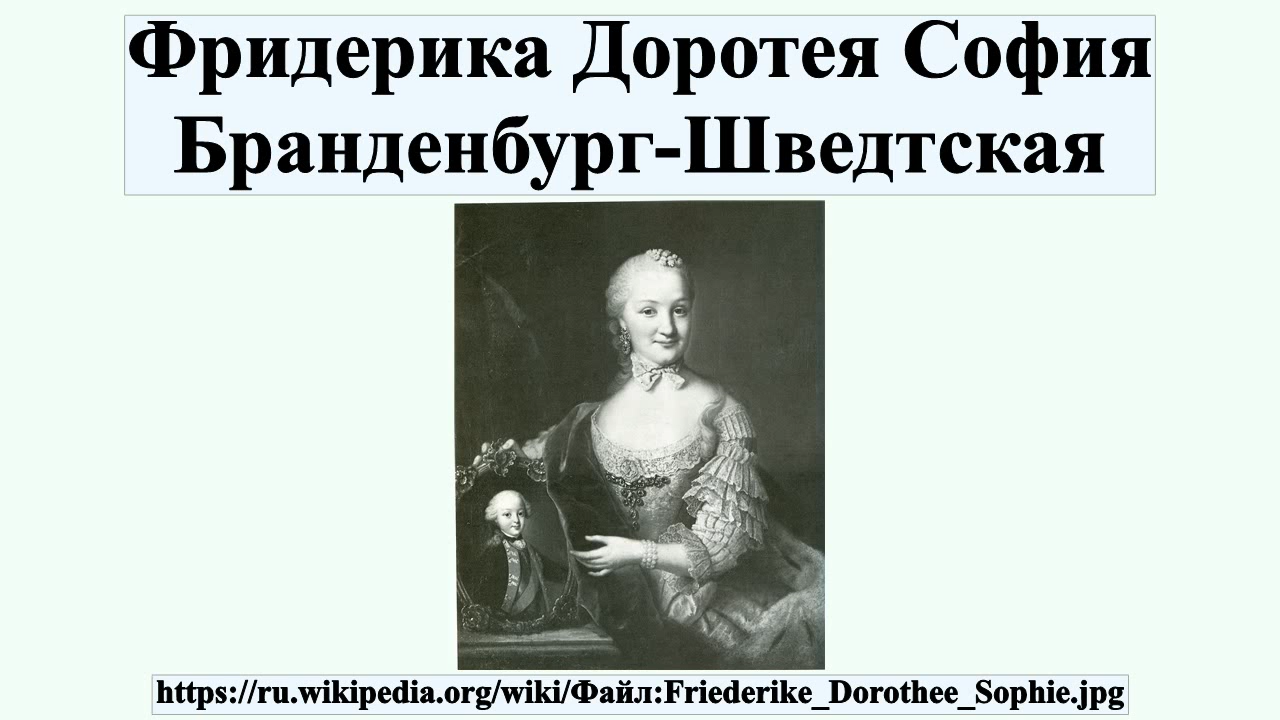 Фридерика Доротея София
Бранденбург-Шведтская
https://ru.wikipedia.org/wiki/Файл:Friederike_Dorothee_Sophie.jpg